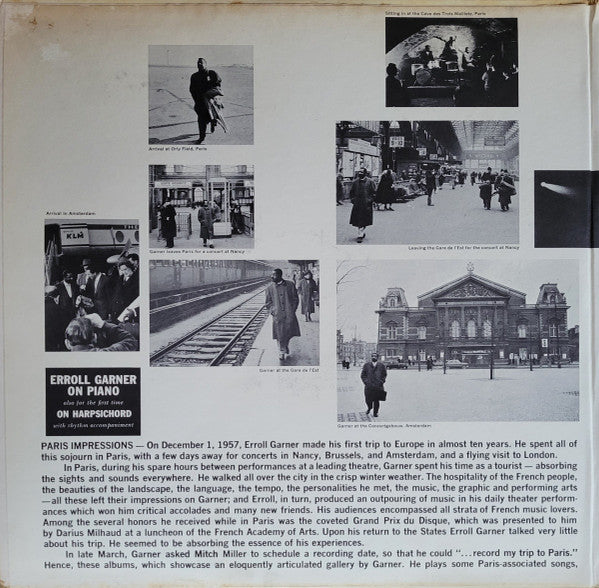 Sitting in at the Cave des Trois Mailletz, Paris
Arrival at Orly Field, Paris
Arrival in Amsterdam
KLM
THE
Garner leaves Paris for a concert at Nancy
Leaving the Gare de l'Est for the concert at Nancy
Garner at the Gare de l'Est
Garner at the Concertgebouw, Amsterdam
ERROLL GARNER
ON PIANO
also for the first time
ON HARPSICHORD
with rhythm accompaniment
PARIS IMPRESSIONS — On December 1, 1957, Erroll Garner made his first trip to Europe in almost ten years. He spent all of
this sojourn in Paris, with a few days away for concerts in Nancy, Brussels, and Amsterdam, and a flying visit to London.
In Paris, during his spare hours between performances at a leading theatre, Garner spent his time as a tourist — absorbing
the sights and sounds everywhere. He walked all over the city in the crisp winter weather. The hospitality of the French people,
the beauties of the landscape, the language, the tempo, the personalities he met, the music, the graphic and performing arts
—all these left their impressions on Garner; and Erroll, in turn, produced an outpouring of music in his daily theater perform-
ances which won him critical accolades and many new friends. His audiences encompassed all strata of French music lovers.
Among the several honors he received while in Paris was the coveted Grand Prix du Disque, which was presented to him
by Darius Milhaud at a luncheon of the French Academy of Arts. Upon his return to the States Erroll Garner talked very little
about his trip. He seemed to be absorbing the essence of his experiences.
In late March, Garner asked Mitch Miller to schedule a recording date, so that he could "...record my trip to Paris."
Hence, these albums, which showcase an eloquently articulated gallery by Garner. He plays some Paris-associated songs,